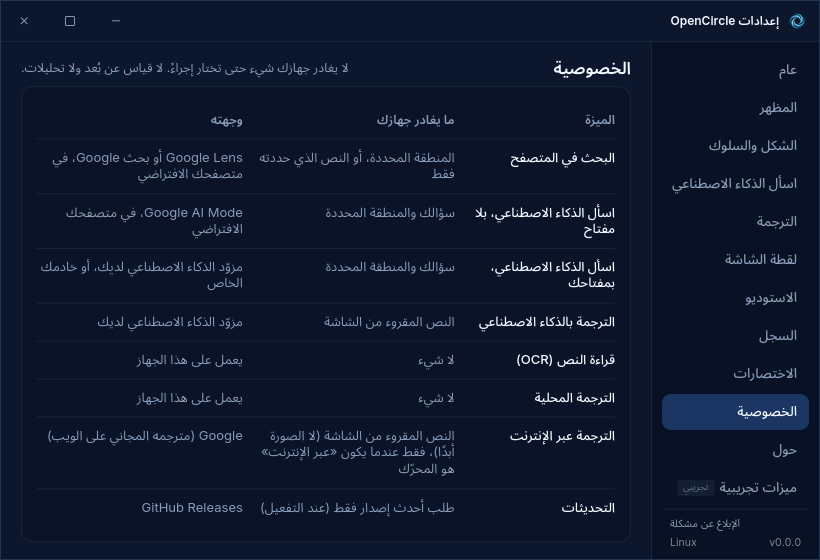 إعدادات OpenCircle
عام
المظهر
الشكل والسلوك
اسأل الذكاء الاصطناعي
الترجمة
لقطة الشاشة
الاستوديو
السجل
الاختصارات
الخصوصية
حول
ميزات تجريبية تجريبي
الإبلاغ عن مشكلة
v0.0.0 Linux
الخصوصية
لا يغادر جهازك شيء حتى تختار إجراءً. لا قياس عن بُعد ولا تحليلات.
الميزة ما يغادر جهازك وجهته
البحث في المتصفح
المنطقة المحددة، أو النص الذي حددته
فقط
Google Lens أو بحث Google، في
متصفحك الافتراضي
اسأل الذكاء الاصطناعي، بلا
مفتاح
سؤالك والمنطقة المحددة
Google AI Mode، في متصفحك
الافتراضي
اسأل الذكاء الاصطناعي،
بمفتاحك
سؤالك والمنطقة المحددة
مزوّد الذكاء الاصطناعي لديك، أو خادمك
الخاص
الترجمة بالذكاء الاصطناعي
النص المقروء من الشاشة
مزوّد الذكاء الاصطناعي لديك
قراءة النص (OCR)
لا شيء
يعمل على هذا الجهاز
الترجمة المحلية
لا شيء
يعمل على هذا الجهاز
الترجمة عبر الإنترنت
النص المقروء من الشاشة (لا الصورة
أبدًا)، فقط عندما يكون «عبر الإنترنت»
هو المحرّك
Google (مترجمه المجاني على الويب)
التحديثات
طلب أحدث إصدار فقط (عند التفعيل)
GitHub Releases